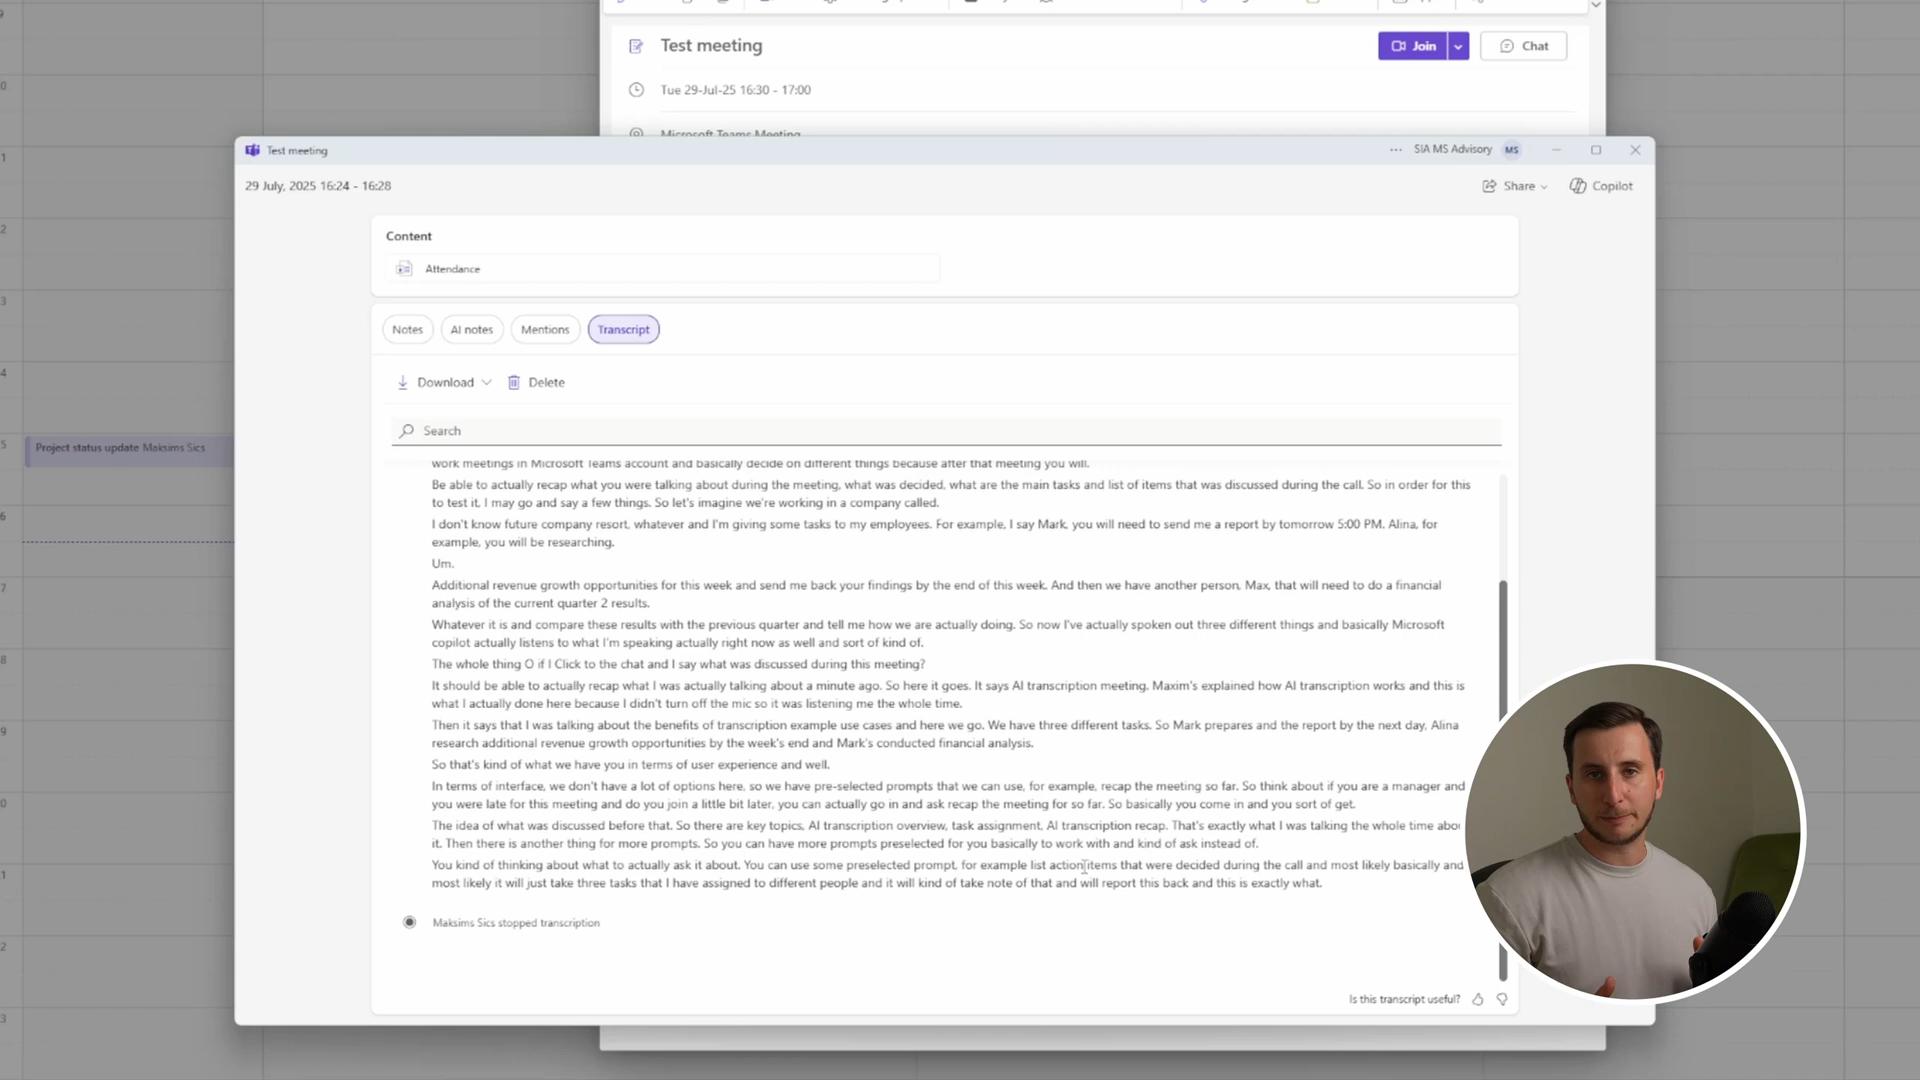 Test meeting
Join
Chat
Tue 29-Jul-25 16:30 - 17:00
Microsoft Teams Meeting
Test meeting
SIA MS Advisory
MS
29 July, 2025 16:24 - 16:28
Share
Copilot
Content
Attendance
Notes
AI notes
Mentions
Transcript
Download
Delete
Search
work meetings in Microsoft Teams account and basically decide on different things because after that meeting you will.
Be able to actually recap what you were talking about during the meeting, what was decided, what are the main tasks and list of items that was discussed during the call. So in order for this
to test it, I may go and say a few things. So let's imagine we're working in a company called.
I don't know future company resort, whatever and I'm giving some tasks to my employees. For example, I say Mark, you will need to send me a report by tomorrow 5:00 PM. Alina, for
example, you will be researching.
Um.
Additional revenue growth opportunities for this week and send me back your findings by the end of this week. And then we have another person, Max, that will need to do a financial
analysis of the current quarter 2 results.
Whatever it is and compare these results with the previous quarter and tell me how we are actually doing. So now I've actually spoken out three different things and basically Microsoft
copilot actually listens to what I'm speaking actually right now as well and sort of kind of.
The whole thing O if I Click to the chat and I say what was discussed during this meeting?
It should be able to actually recap what I was actually talking about a minute ago. So here it goes. It says AI transcription meeting. Maxim's explained how AI transcription works and this is
what I actually done here because I didn't turn off the mic so it was listening me the whole time.
Then it says that I was talking about the benefits of transcription example use cases and here we go. We have three different tasks. So Mark prepares and the report by the next day, Alina
research additional revenue growth opportunities by the week's end and Mark's conducted financial analysis.
So that's kind of what we have you in terms of user experience and well.
In terms of interface, we don't have a lot of options here, so we have pre-selected prompts that we can use, for example, recap the meeting so far. So think about if you are a manager and
you were late for this meeting and do you join a little bit later, you can actually go in and ask recap the meeting for so far. So basically you come in and you sort of get.
The idea of what was discussed before that. So there are key topics, AI transcription overview, task assignment, AI transcription recap. That's exactly what I was talking the whole time abou
it. Then there is another thing for more prompts. So you can have more prompts preselected for you basically to work with and kind of ask instead of.
You kind of thinking about what to actually ask it about. You can use some preselected prompt, for example list action items that were decided during the call and most likely basically and
most likely it will just take three tasks that I have assigned to different people and it will kind of take note of that and will report this back and this is exactly what.
Maksims Sics stopped transcription
Is this transcript useful?
Project status update Maksims Sics